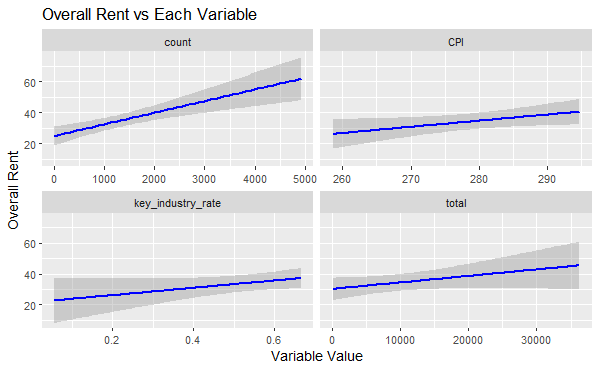 Overall Rent vs Each Variable
count
CPI
60
40
20
0 1000 2000 3000 4000 5000
260 270 280 290
key_industry_rate
total
60
40
20
0.2 0.4 0.6
0 10000 20000 30000
Overall Rent
Variable Value